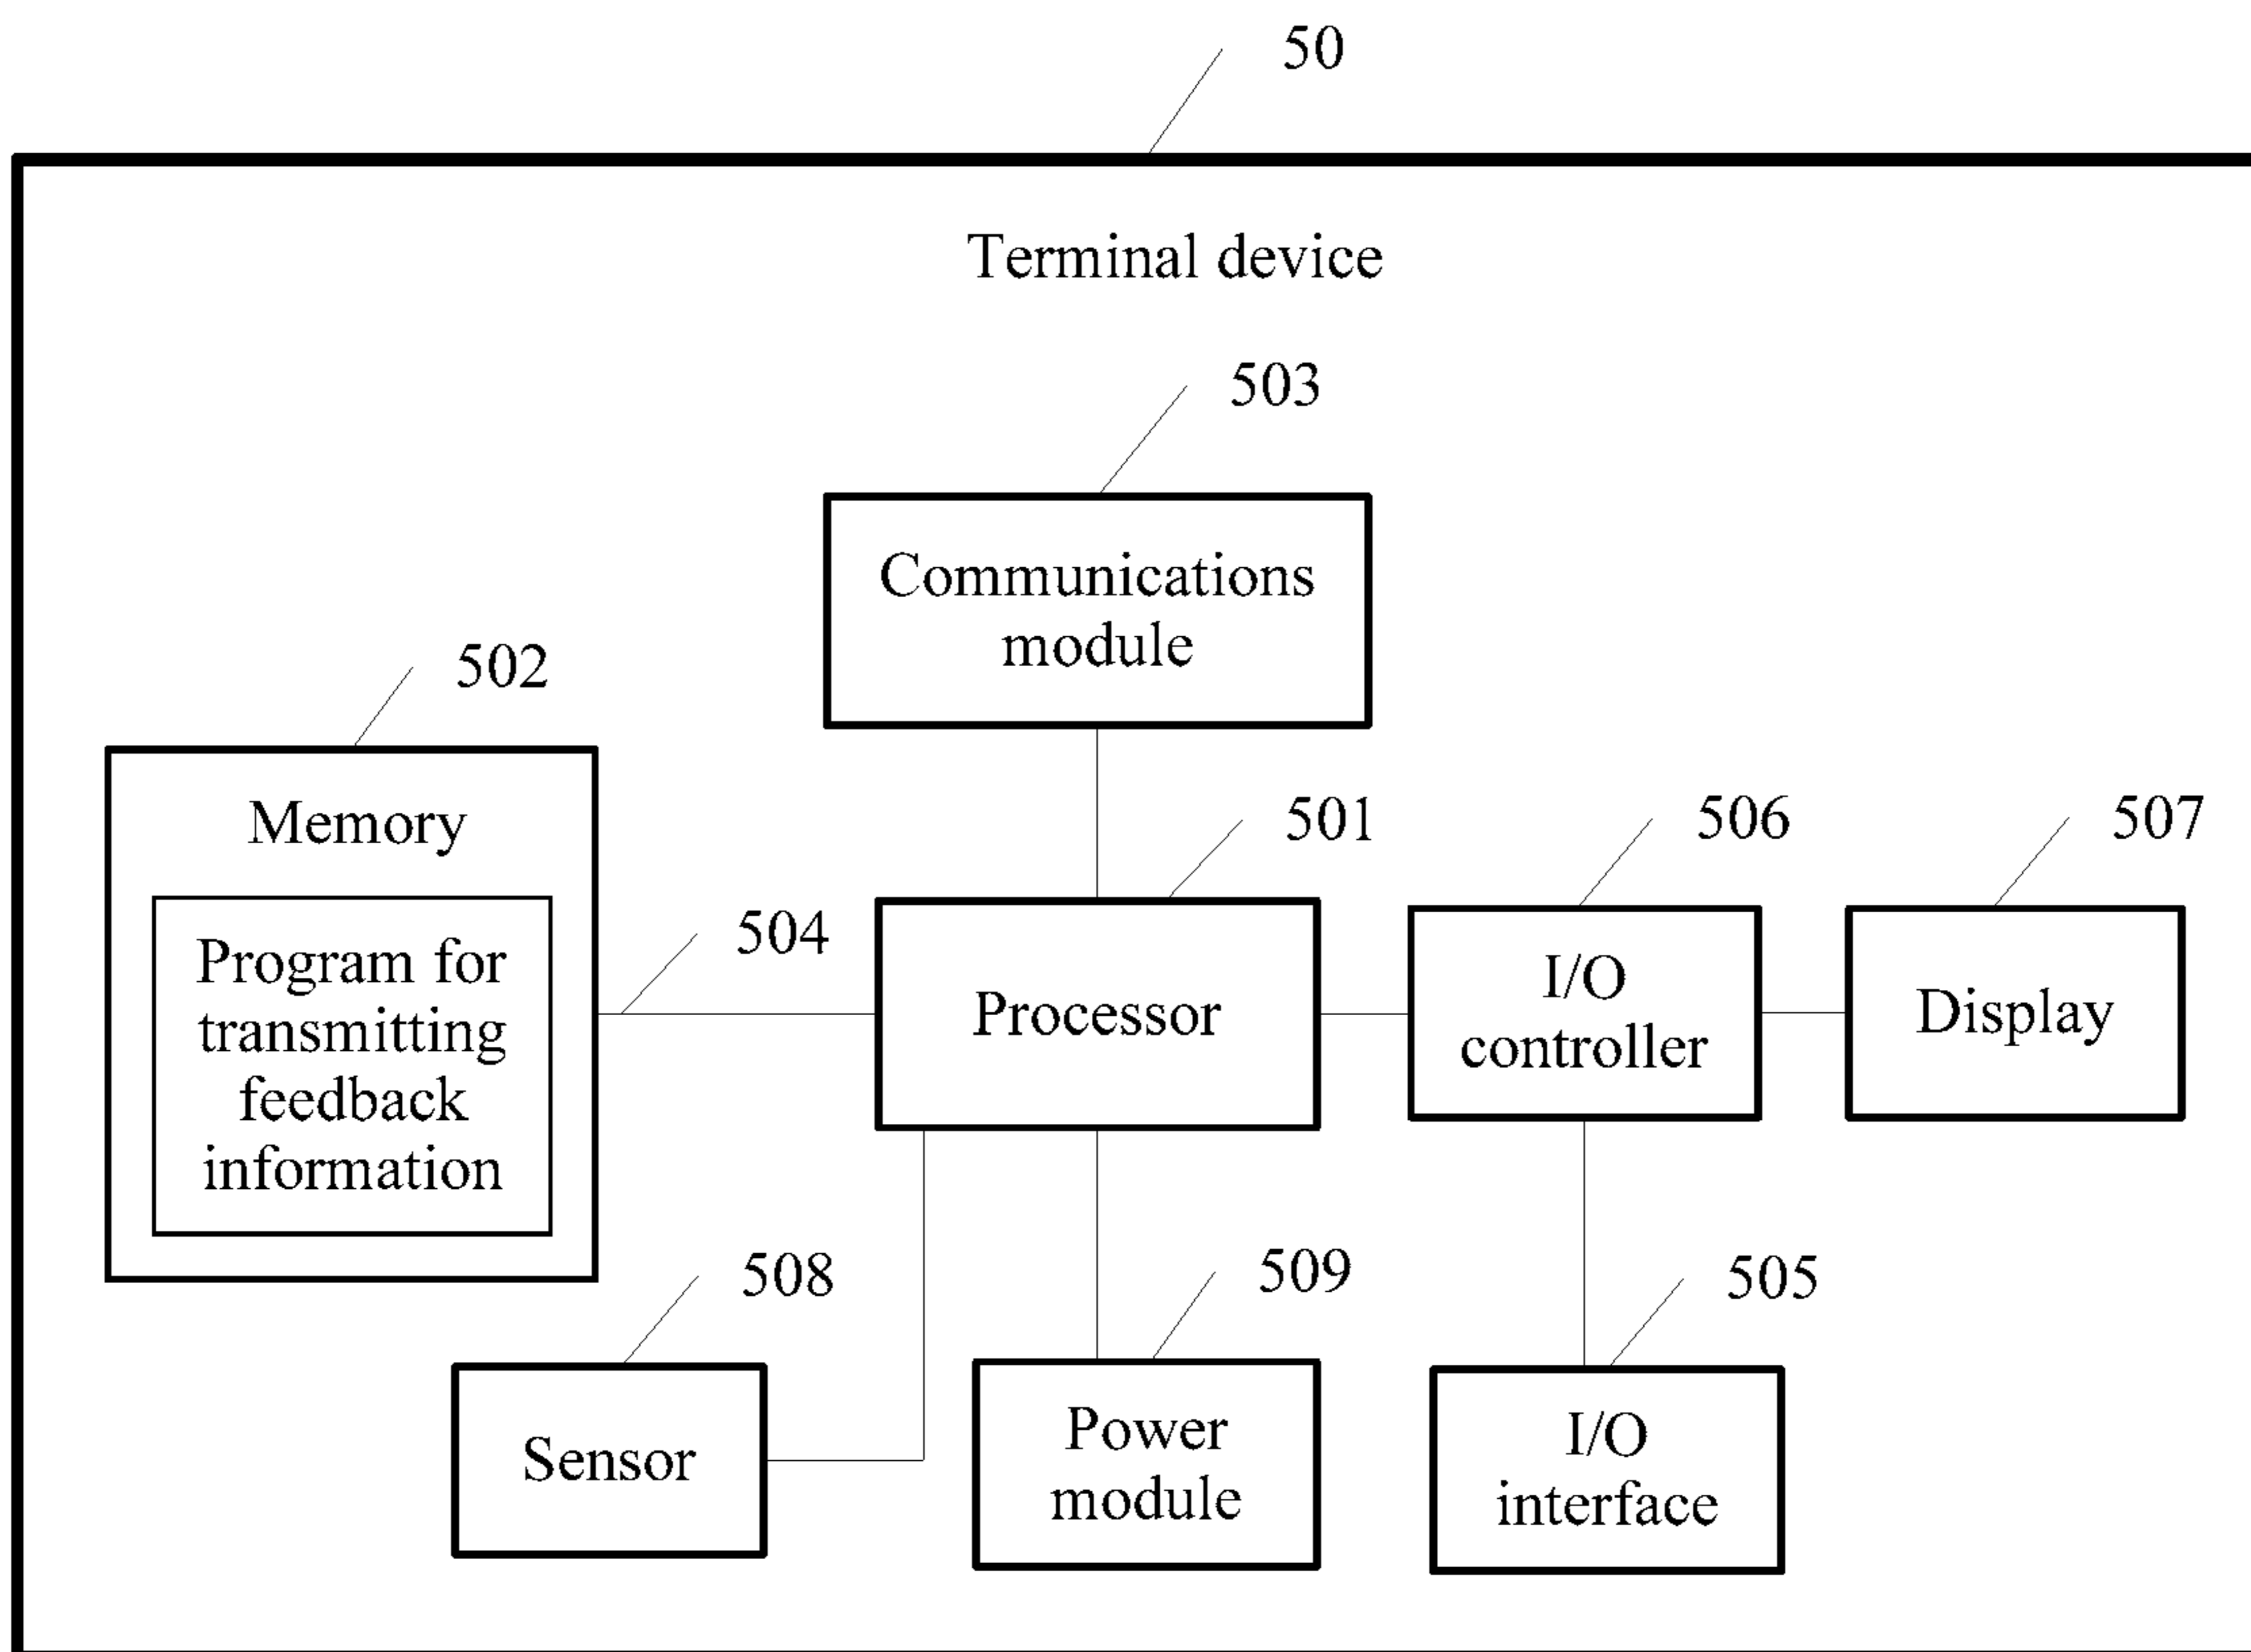 50
Terminal device
503
Communications
module
502
Memory
Program for
transmitting
feedback
information
504
501
Processor
506
I/O
controller
507
Display
508
Sensor
509
Power
module
505
I/O
interface